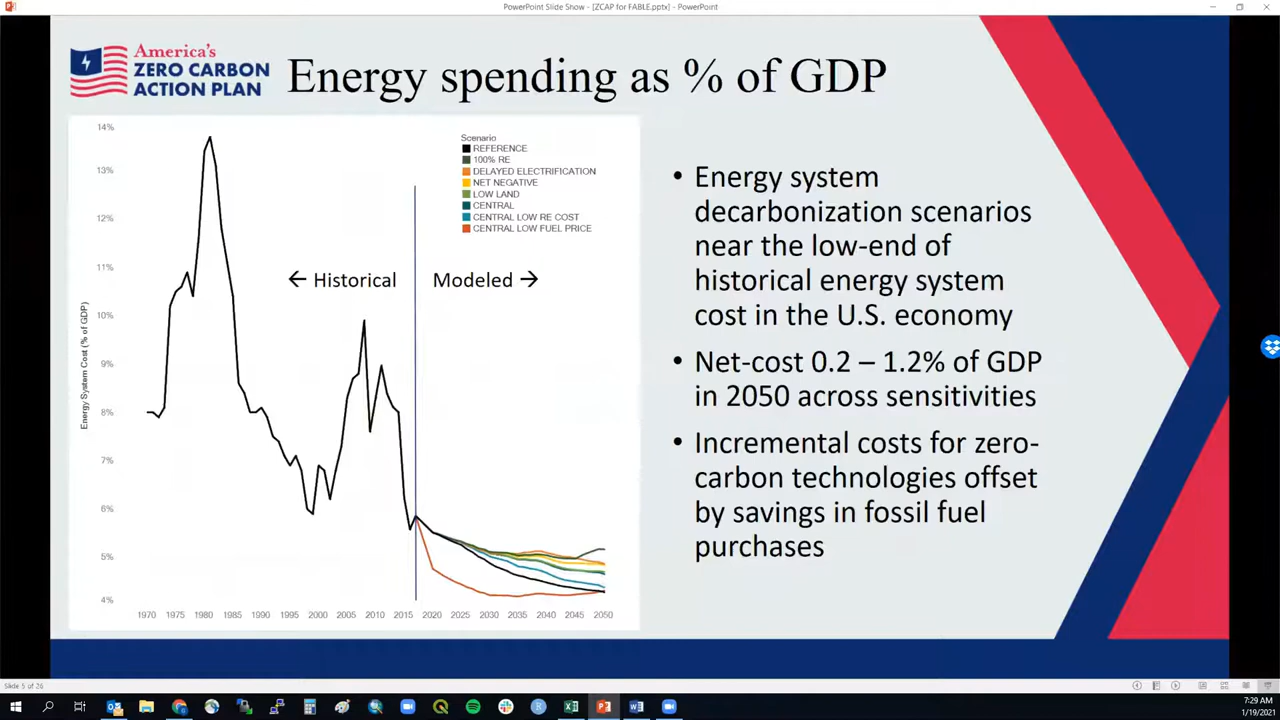 PowerPoint Slide Show - [ZCAP for FABLE.pptx] - PowerPoint
America's
ZERO CARBON
ACTION PLAN
Energy spending as % of GDP
14%
13%
12%
11%
10%
9%
8%
7%
6%
5%
4%
Energy System Cost (% of GDP)
Scenario
REFERENCE
100% RE
DELAYED ELECTRIFICATION
NET NEGATIVE
LOW LAND
CENTRAL
CENTRAL LOW RE COST
CENTRAL LOW FUEL PRICE
← Historical
Modeled →
1970 1975 1980 1985 1990 1995 2000 2005 2010 2015 2020 2025 2030 2035 2040 2045 2050
• Energy system
decarbonization scenarios
near the low-end of
historical energy system
cost in the U.S. economy
• Net-cost 0.2 – 1.2% of GDP
in 2050 across sensitivities
• Incremental costs for zero-
carbon technologies offset
by savings in fossil fuel
purchases
Slide 5 of 26
7:29 AM
1/19/2021